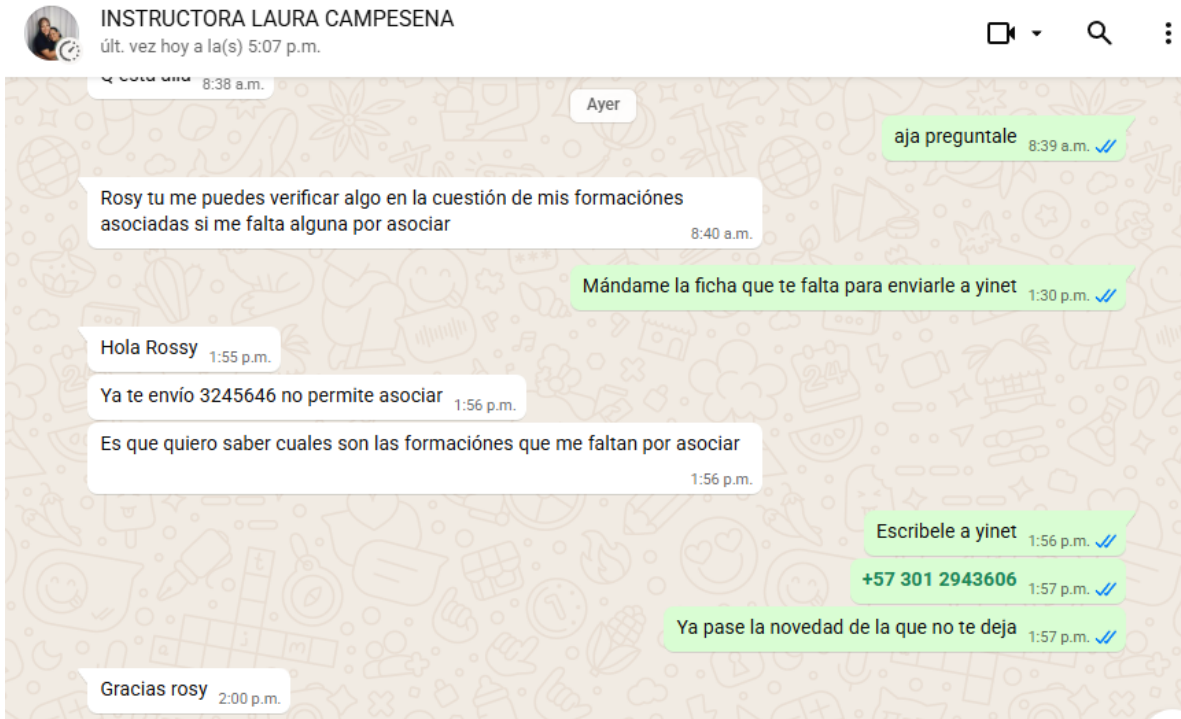 INSTRUCTORA LAURA CAMPESENA
últ. vez hoy a la(s) 5:07 p.m.
8:38 a.m.
Ayer
aja preguntale 8:39 a.m.
Rosy tu me puedes verificar algo en la cuestión de mis formaciónes
asociadas si me falta alguna por asociar
8:40 a.m.
Mándame la ficha que te falta para enviarle a yinet 1:30 p.m.
Hola Rossy 1:55 p.m.
Ya te envío 3245646 no permite asociar 1:56 p.m.
Es que quiero saber cuales son las formaciónes que me faltan por asociar
1:56 p.m.
Escribele a yinet 1:56 p.m.
+57 301 2943606 1:57 p.m.
Ya pase la novedad de la que no te deja 1:57 p.m.
Gracias rosy 2:00 p.m.